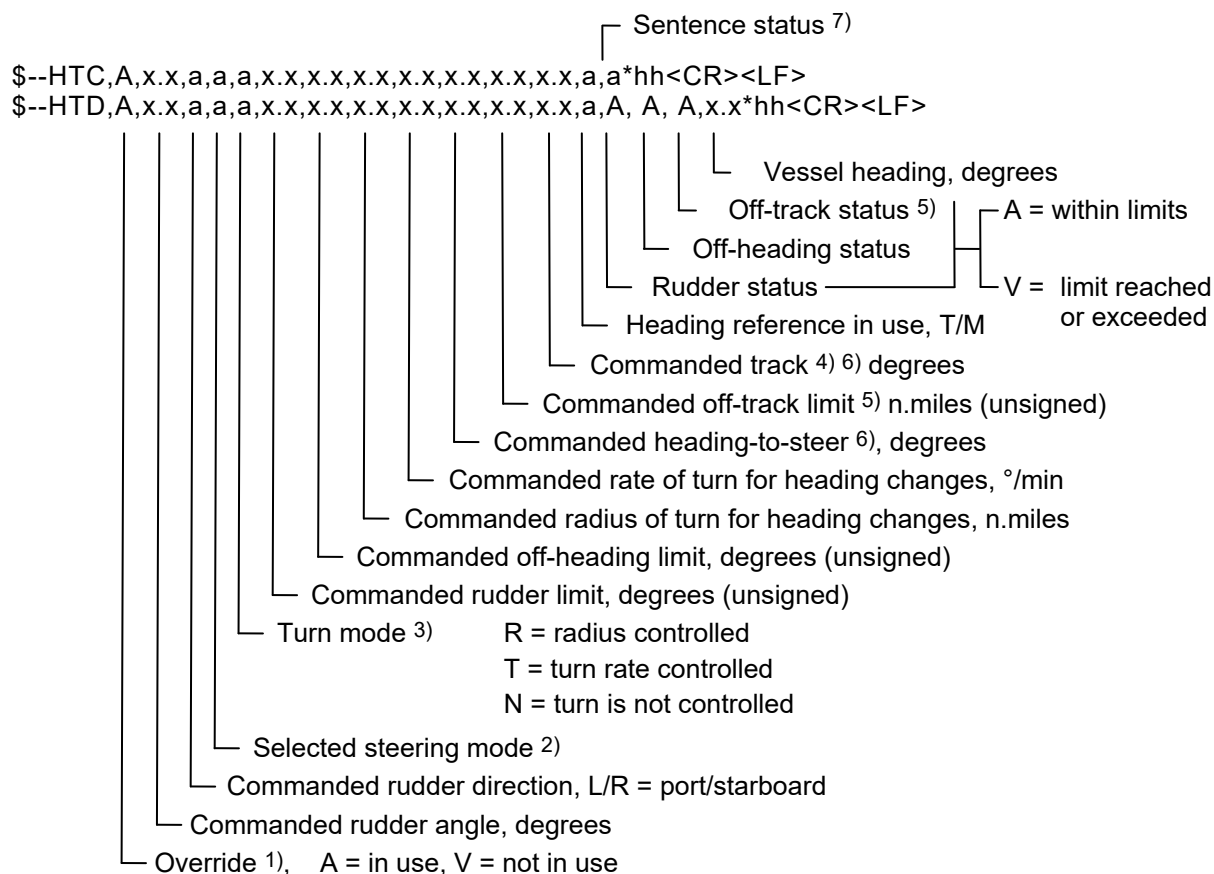 Sentence status 7)
$--HTC,A,x.x,a,a,a,x.x,x.x,x.x,x.x,x.x,x.x,x.x,a,a*hh<CR><LF>
$--HTD,A,x.x,a,a,a,x.x,x.x,x.x,x.x,x.x,x.x,x.x,a,A, A, A,x.x*hh<CR><LF>
Vessel heading, degrees
Off-track status 5)
A = within limits
Off-heading status
Rudder status
V = limit reached
or exceeded
Heading reference in use, T/M
Commanded track 4) 6) degrees
Commanded off-track limit 5) n.miles (unsigned)
Commanded heading-to-steer 6), degrees
Commanded rate of turn for heading changes, °/min
Commanded radius of turn for heading changes, n.miles
Commanded off-heading limit, degrees (unsigned)
Commanded rudder limit, degrees (unsigned)
Turn mode 3) R = radius controlled
T = turn rate controlled
N = turn is not controlled
Selected steering mode 2)
Commanded rudder direction, L/R = port/starboard
Commanded rudder angle, degrees
Override 1), A = in use, V = not in use